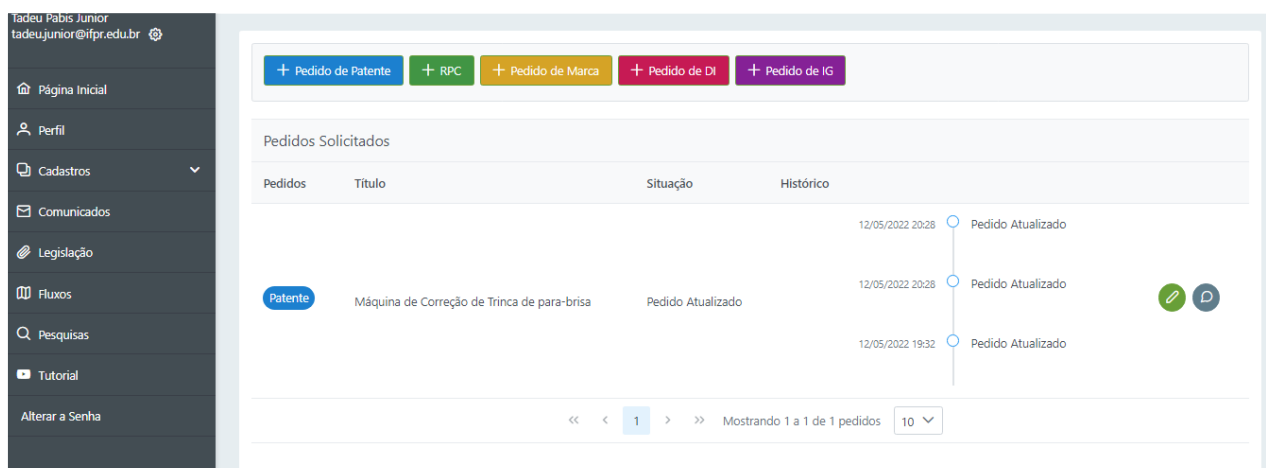 Tadeu Pabis Junior
tadeu.junior@ifpr.edu.br
Página Inicial
Perfil
Cadastros
Comunicados
Legislação
Fluxos
Pesquisas
Tutorial
Alterar a Senha
+ Pedido de Patente + RPC + Pedido de Marca + Pedido de DI + Pedido de IG
Pedidos Solicitados
Pedidos Título Situação Histórico
12/05/2022 20:28 Pedido Atualizado
Patente Máquina de Correção de Trinca de para-brisa Pedido Atualizado 12/05/2022 20:28 Pedido Atualizado
12/05/2022 19:32 Pedido Atualizado
<< < 1 > >> Mostrando 1 a 1 de 1 pedidos 10